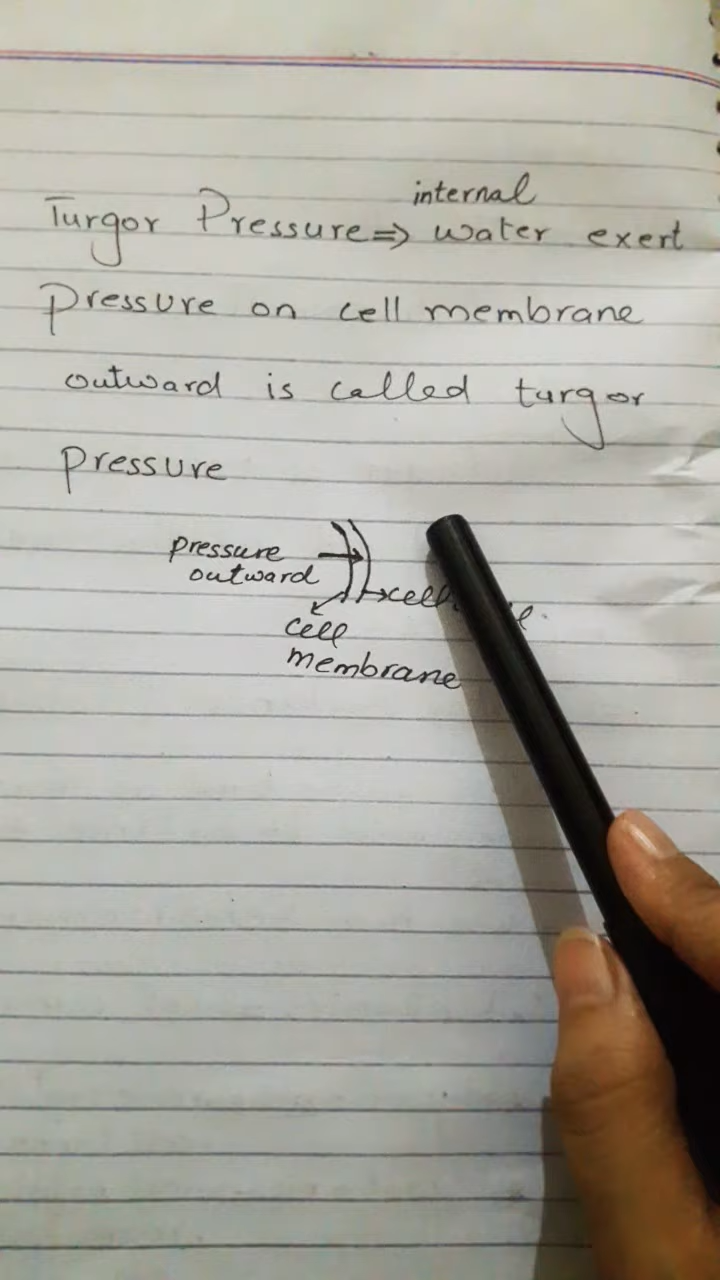 internal
Turgor Pressure => water exert
pressure on cell membrane
outward is called turgor
pressure
pressure
outward
cell
cell
membrane